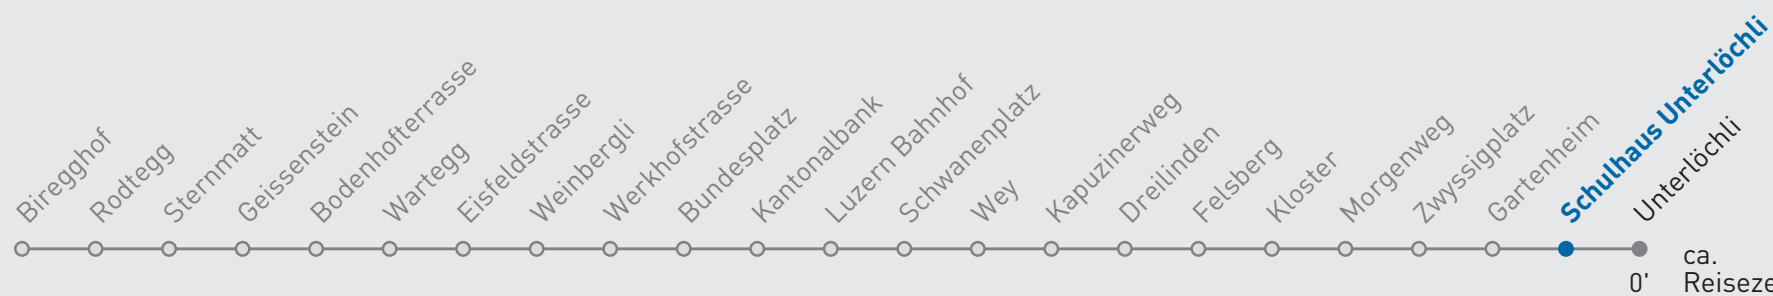 Biregghof
Rodtegg
Sternmatt
Geissenstein
Bodenhofterrasse
Wartegg
Eisfeldstrasse
Weinbergli
Werkhofstrasse
Bundesplatz
Kantonalbank
Luzern Bahnhof
Schwanenplatz
Wey
Kapuzinerweg
Dreilinden
Felsberg
Kloster
Morgenweg
Zwyssigplatz
Gartenheim
Schulhaus Unterlöchli
Unterlöchli
ca.
0' Reiseze